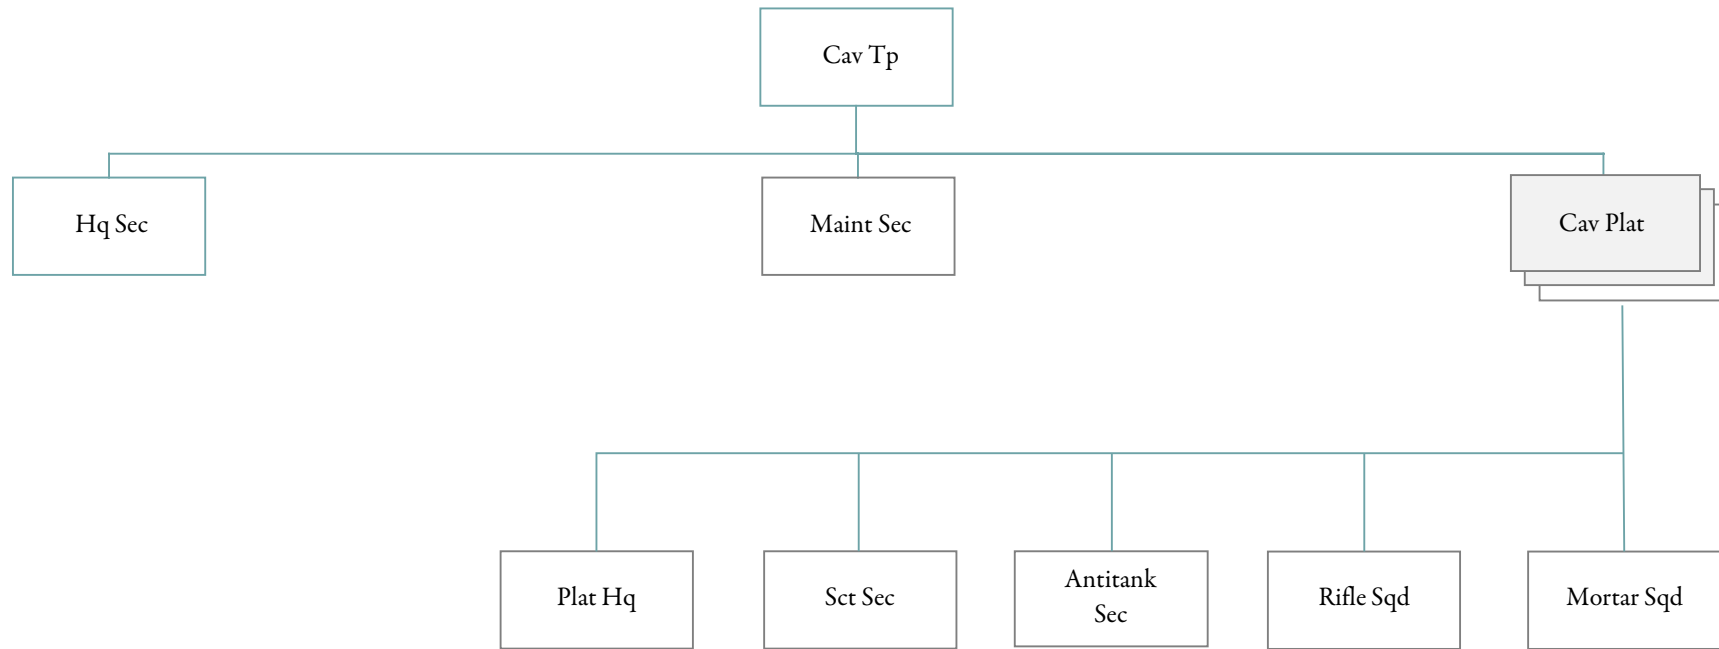 Cav Tp
Hq Sec
Maint Sec
Cav Plat
Plat Hq
Sct Sec
Antitank
Sec
Rifle Sqd
Mortar Sqd